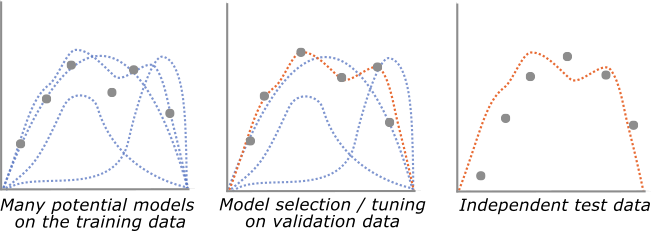 Many potential models
on the training data
Model selection / tuning
on validation data
Independent test data